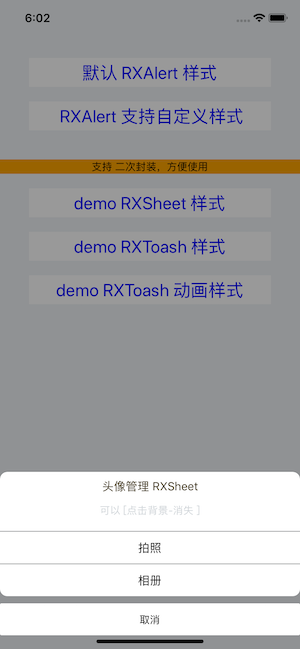 6:02
默认 RXAlert 样式
RXAlert 支持自定义样式
支持 二次封装，方便使用
demo RXSheet 样式
demo RXToash 样式
demo RXToash 动画样式
头像管理 RXSheet
可以 [点击背景-消失 ]
拍照
相册
取消